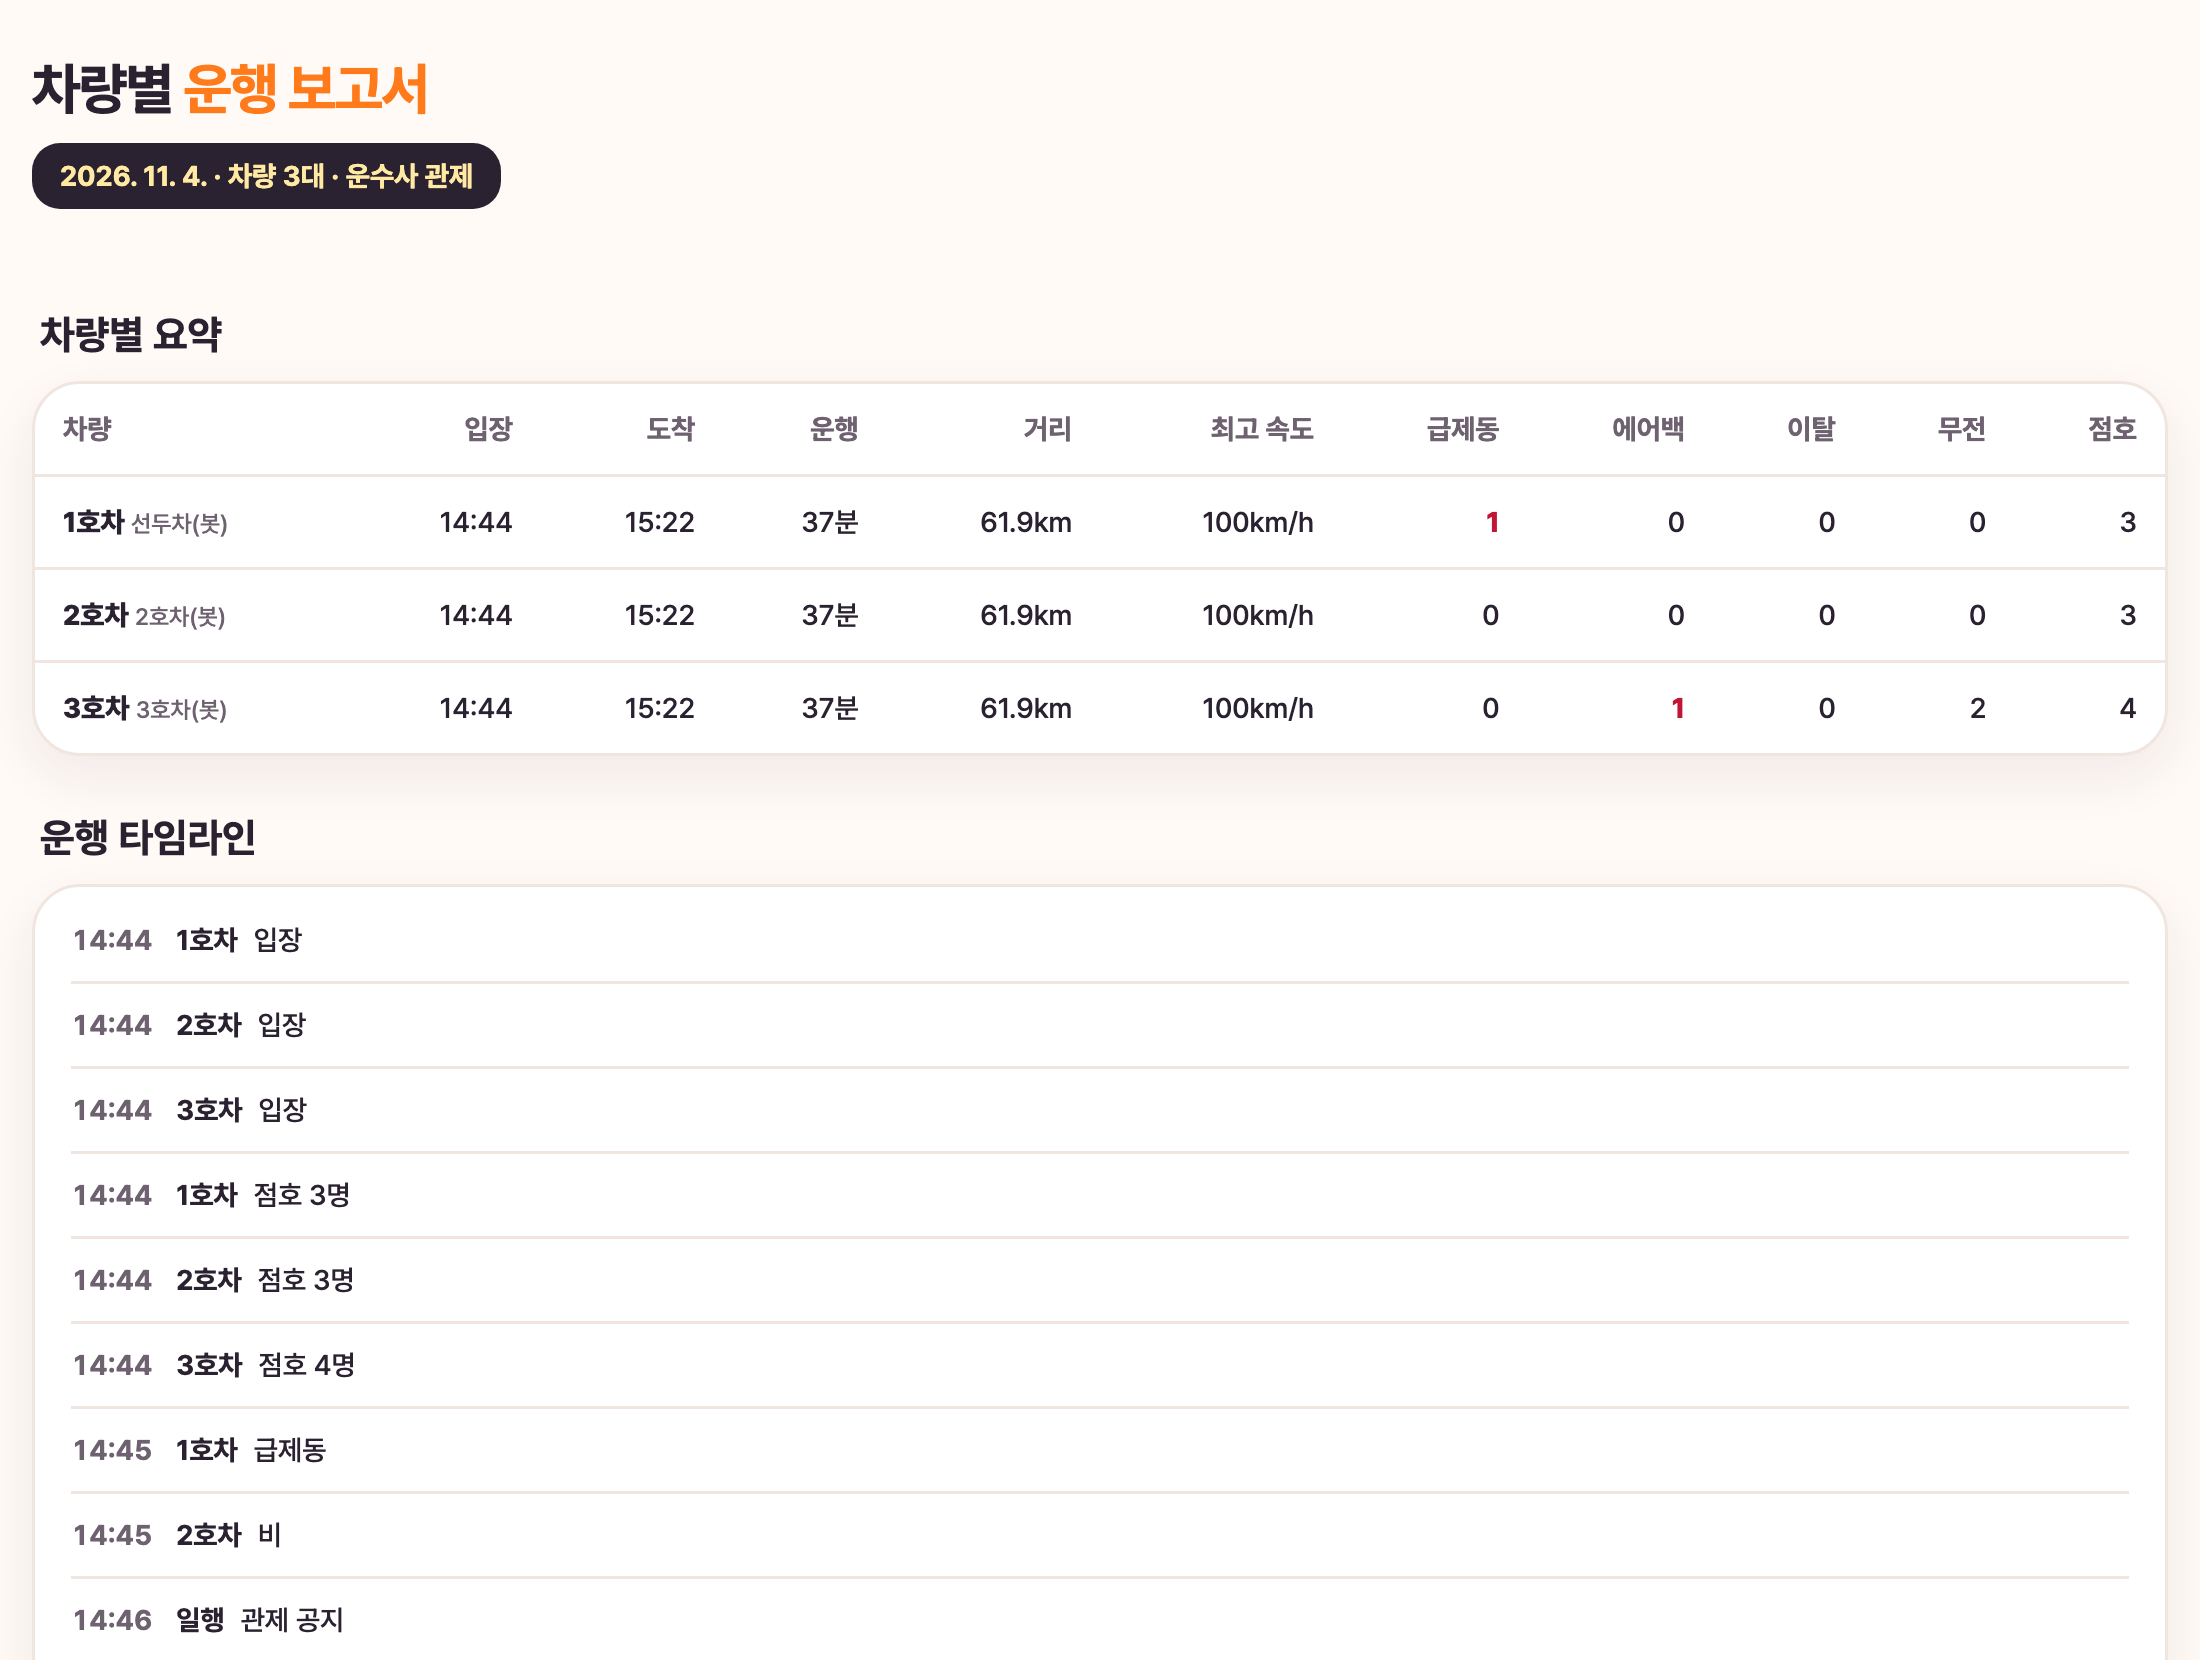 차량별 운행 보고서
2026. 11. 4. · 차량 3대 · 운수사 관제
차량별 요약
차량 입장 도착 운행 거리 최고 속도 급제동 에어백 이탈 무전 점호
1호차 선두차(봇) 14:44 15:22 37분 61.9km 100km/h 1 0 0 0 3
2호차 2호차(봇) 14:44 15:22 37분 61.9km 100km/h 0 0 0 0 3
3호차 3호차(봇) 14:44 15:22 37분 61.9km 100km/h 0 1 0 2 4
운행 타임라인
14:44 1호차 입장
14:44 2호차 입장
14:44 3호차 입장
14:44 1호차 점호 3명
14:44 2호차 점호 3명
14:44 3호차 점호 4명
14:45 1호차 급제동
14:45 2호차 비
14:46 일행 관제 공지